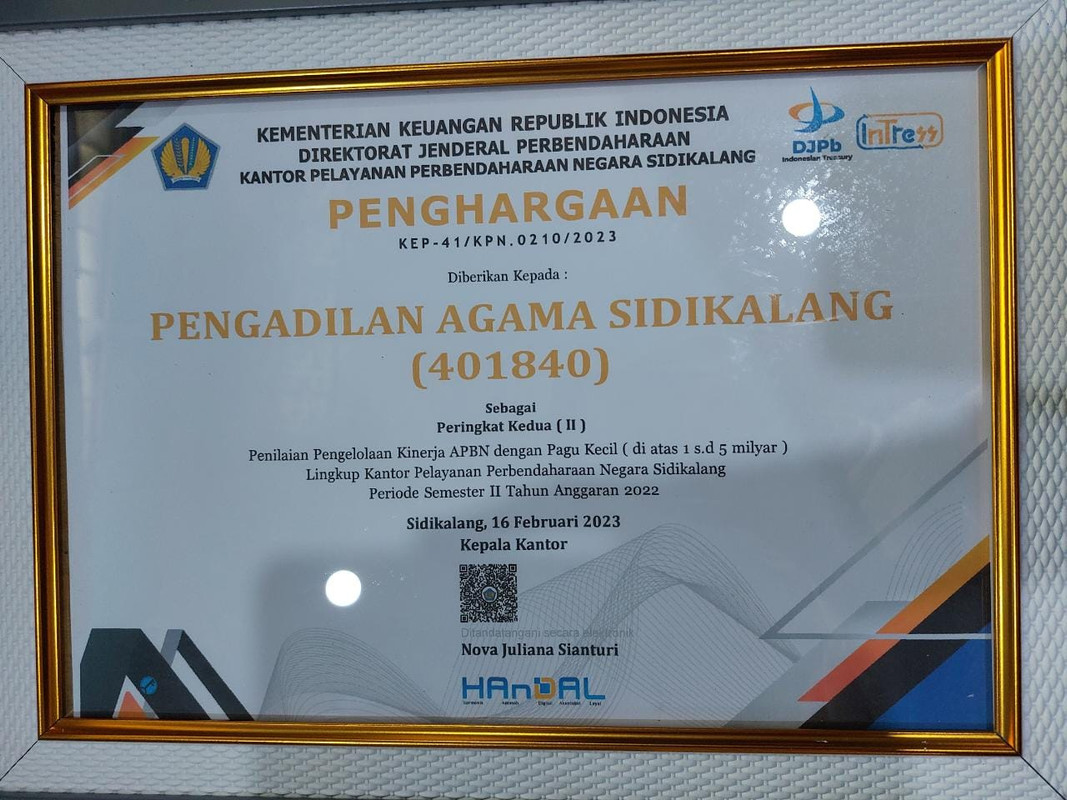 KEMENTERIAN KEUANGAN REPUBLIK INDONESIA
DIREKTORAT JENDERAL PERBENDAHARAAN
KANTOR PELAYANAN PERBENDAHARAAN NEGARA SIDIKALANG
DJPb
Indonesian Treasury
InTress
PENGHARGAAN
KEP-41/KPN.0210/2023
Diberikan Kepada :
PENGADILAN AGAMA SIDIKALANG
(401840)
Sebagai
Peringkat Kedua ( II )
Penilaian Pengelolaan Kinerja APBN dengan Pagu Kecil ( di atas 1 s.d 5 milyar )
Lingkup Kantor Pelayanan Perbendaharaan Negara Sidikalang
Periode Semester II Tahun Anggaran 2022
Sidikalang, 16 Februari 2023
Kepala Kantor
Ditandatangani secara elektronik
Nova Juliana Sianturi
HAnDAL